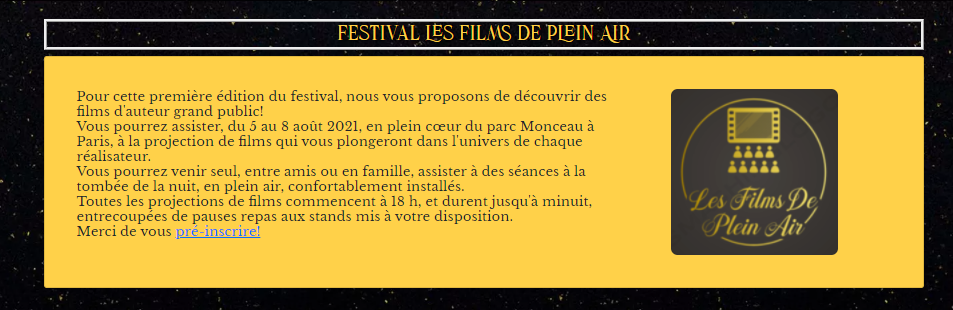 FESTIVAL LES FILMS DE PLEIN AIR
Pour cette première édition du festival, nous vous proposons de découvrir des
films d'auteur grand public!
Vous pourrez assister, du 5 au 8 août 2021, en plein cœur du parc Monceau à
Paris, à la projection de films qui vous plongeront dans l'univers de chaque
réalisateur.
Vous pourrez venir seul, entre amis ou en famille, assister à des séances à la
tombée de la nuit, en plein air, confortablement installés.
Toutes les projections de films commencent à 18 h, et durent jusqu'à minuit,
entrecoupées de pauses repas aux stands mis à votre disposition.
Merci de vous pré-inscrire!
Les Films De
Plein Air